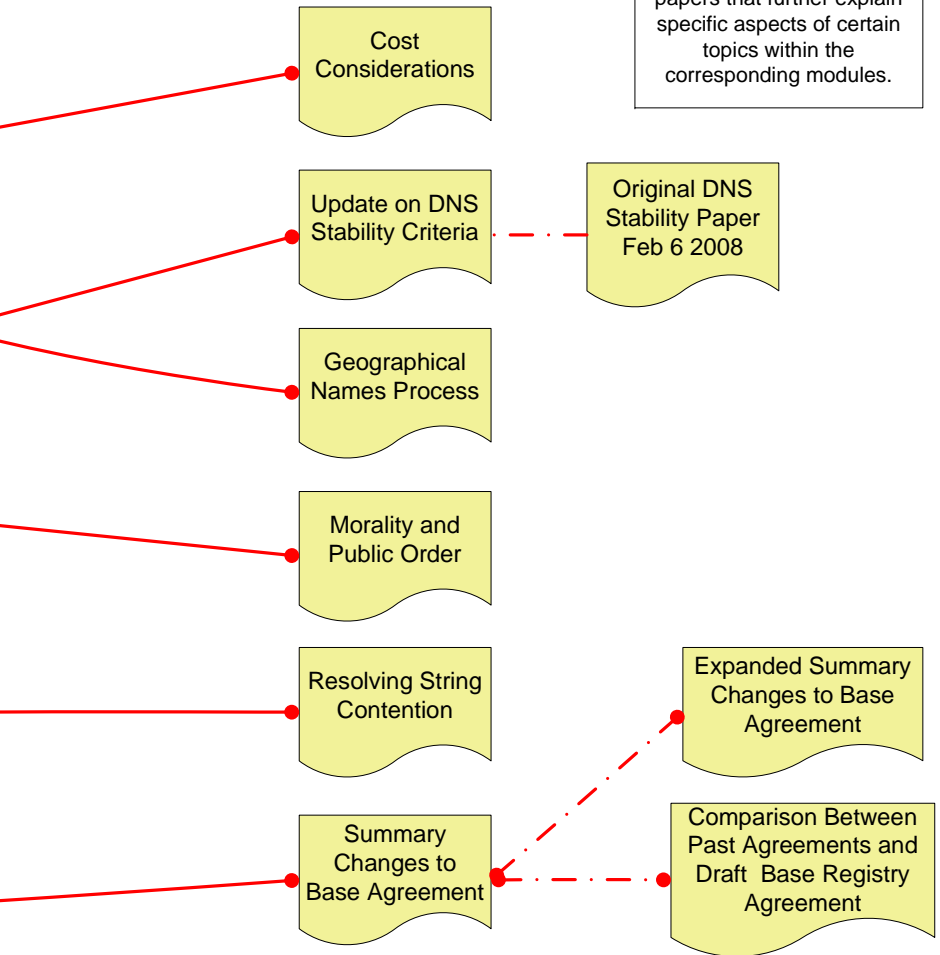 papers that further explain
specific aspects of certain
topics within the
corresponding modules.
Cost
Considerations
Update on DNS
Stability Criteria
Original DNS
Stability Paper
Feb 6 2008
Geographical
Names Process
Morality and
Public Order
Resolving String
Contention
Expanded Summary
Changes to Base
Agreement
Summary
Changes to
Base Agreement
Comparison Between
Past Agreements and
Draft Base Registry
Agreement